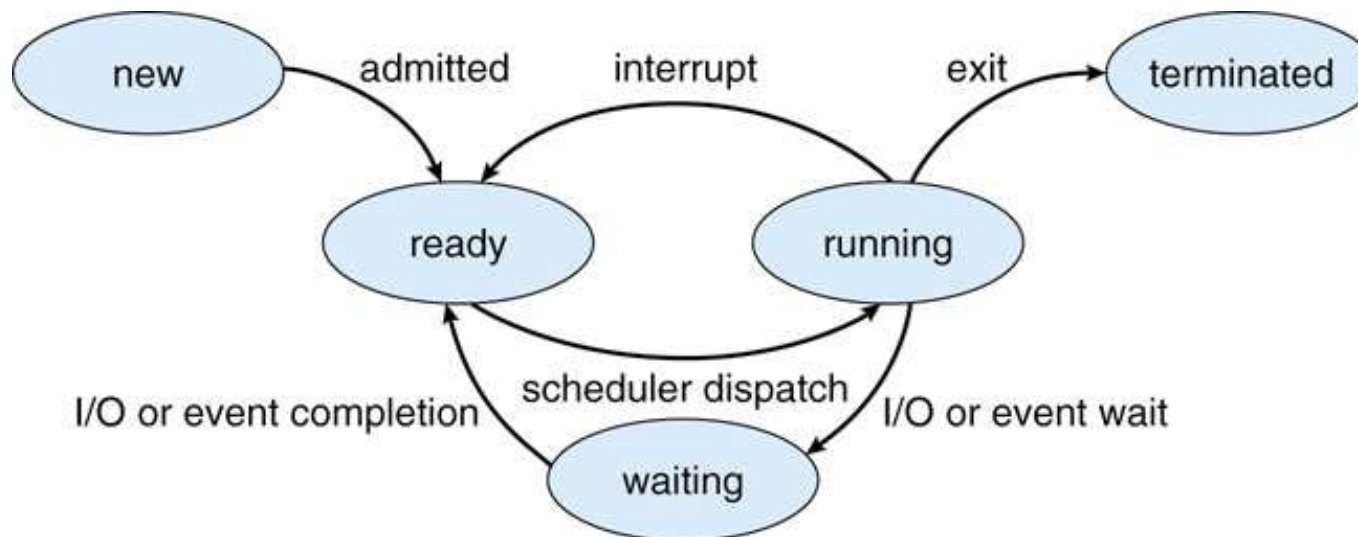 new
admitted
interrupt
exit
terminated
ready
running
scheduler dispatch
I/O or event completion
I/O or event wait
waiting